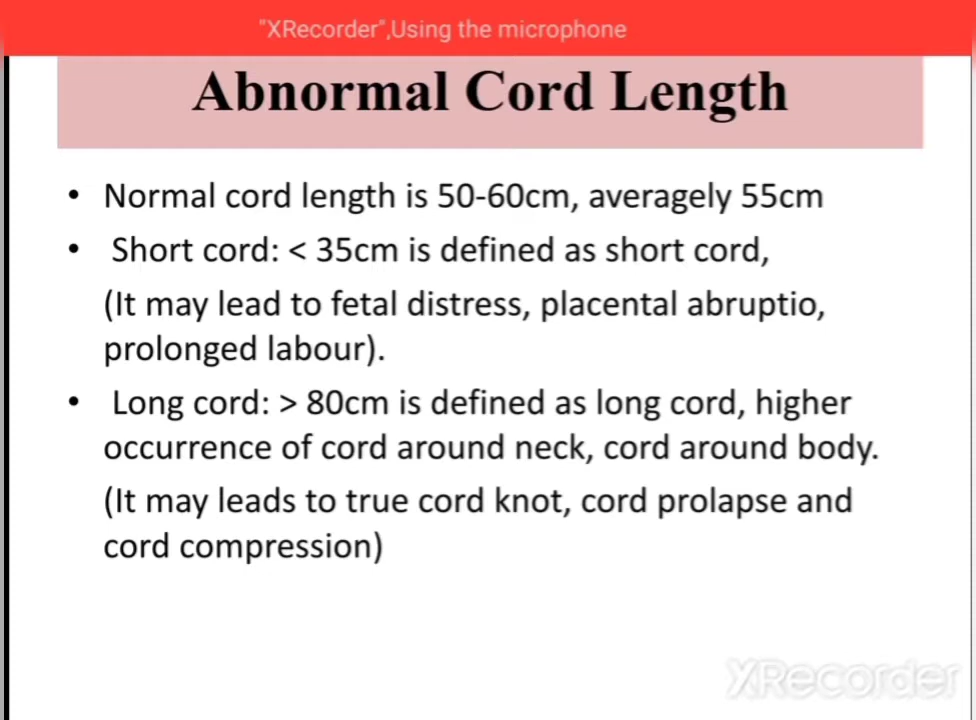 "XRecorder",Using the microphone
Abnormal Cord Length
• Normal cord length is 50-60cm, averagely 55cm
• Short cord: < 35cm is defined as short cord,
(It may lead to fetal distress, placental abruptio,
prolonged labour).
• Long cord: > 80cm is defined as long cord, higher
occurrence of cord around neck, cord around body.
(It may leads to true cord knot, cord prolapse and
cord compression)
XRecorder